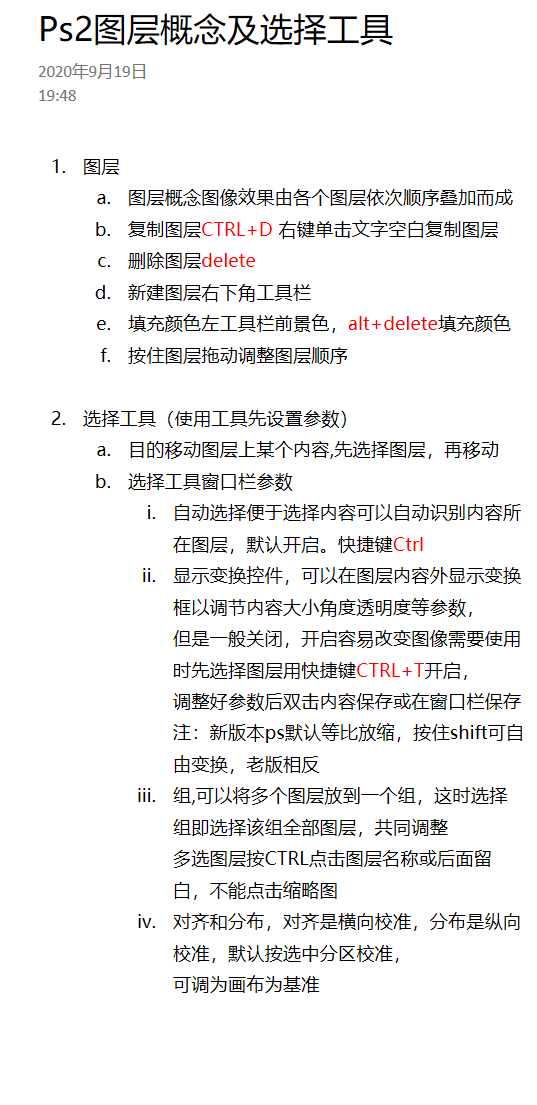 Ps2图层概念及选择工具
2020年9月19日
19:48
1. 图层
a. 图层概念图像效果由各个图层依次顺序叠加而成
b. 复制图层CTRL+D 右键单击文字空白复制图层
c. 删除图层delete
d. 新建图层右下角工具栏
e. 填充颜色左工具栏前景色，alt+delete填充颜色
f. 按住图层拖动调整图层顺序
2. 选择工具（使用工具先设置参数）
a. 目的移动图层上某个内容,先选择图层，再移动
b. 选择工具窗口栏参数
i. 自动选择便于选择内容可以自动识别内容所
在图层，默认开启。快捷键Ctrl
ii. 显示变换控件，可以在图层内容外显示变换
框以调节内容大小角度透明度等参数，
但是一般关闭，开启容易改变图像需要使用
时先选择图层用快捷键CTRL+T开启，
调整好参数后双击内容保存或在窗口栏保存
注：新版本ps默认等比放缩，按住shift可自
由变换，老版相反
iii. 组,可以将多个图层放到一个组，这时选择
组即选择该组全部图层，共同调整
多选图层按CTRL点击图层名称或后面留
白，不能点击缩略图
iv. 对齐和分布，对齐是横向校准，分布是纵向
校准，默认按选中分区校准，
可调为画布为基准